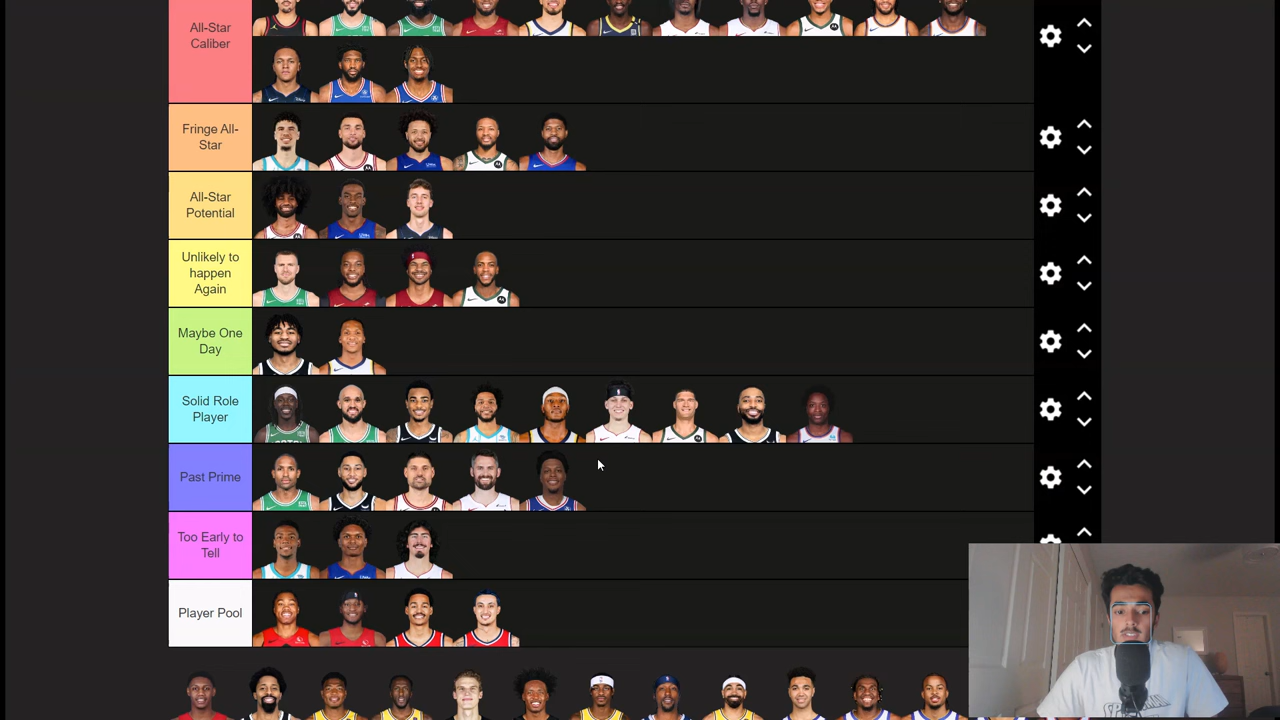 All-Star
Caliber
Fringe All-
Star
All-Star
Potential
Unlikely to
happen
Again
Maybe One
Day
Solid Role
Player
Past Prime
Too Early to
Tell
Player Pool